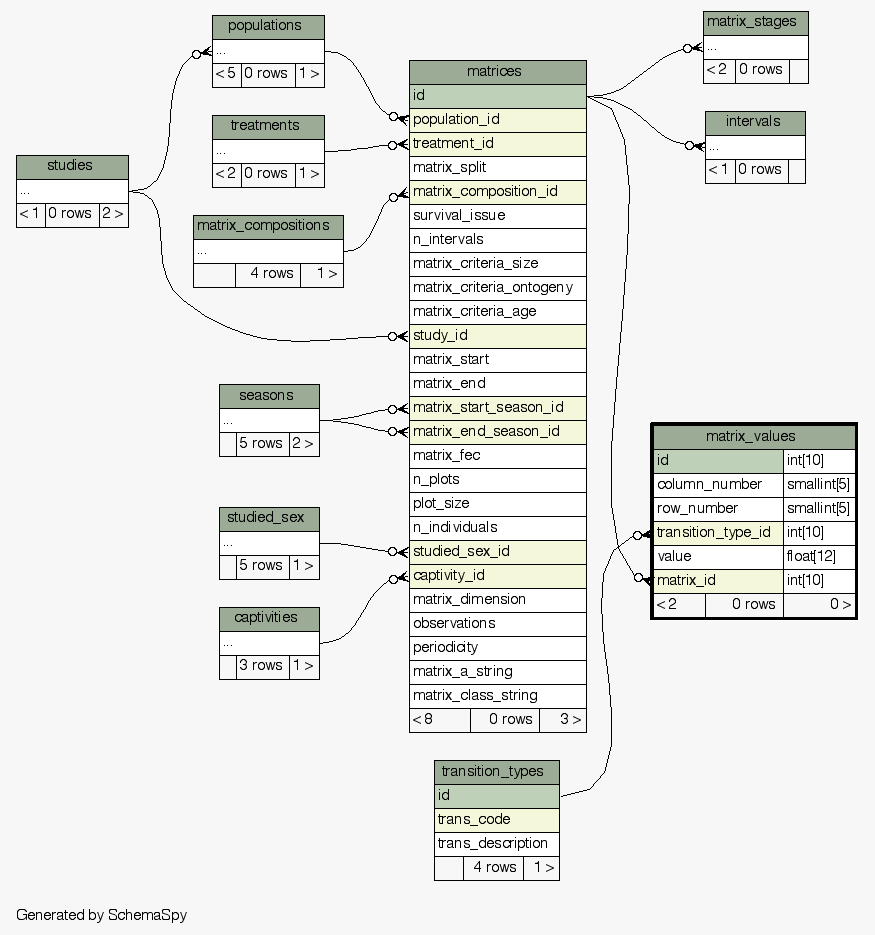 populations
...
< 5 0 rows 1 >
treatments
...
< 2 0 rows 1 >
studies
...
< 1 0 rows 2 >
matrix_compositions
...
4 rows 1 >
seasons
...
5 rows 2 >
studied_sex
...
5 rows 1 >
captivities
...
3 rows 1 >
matrices
id
population_id
treatment_id
matrix_split
matrix_composition_id
survival_issue
n_intervals
matrix_criteria_size
matrix_criteria_ontogeny
matrix_criteria_age
study_id
matrix_start
matrix_end
matrix_start_season_id
matrix_end_season_id
matrix_fec
n_plots
plot_size
n_individuals
studied_sex_id
captivity_id
matrix_dimension
observations
periodicity
matrix_a_string
matrix_class_string
< 8 0 rows 3 >
transition_types
id
trans_code
trans_description
4 rows 1 >
matrix_stages
...
< 2 0 rows
intervals
...
< 1 0 rows
matrix_values
id int[10]
column_number smallint[5]
row_number smallint[5]
transition_type_id int[10]
value float[12]
matrix_id int[10]
< 2 0 rows 0 >
Generated by SchemaSpy